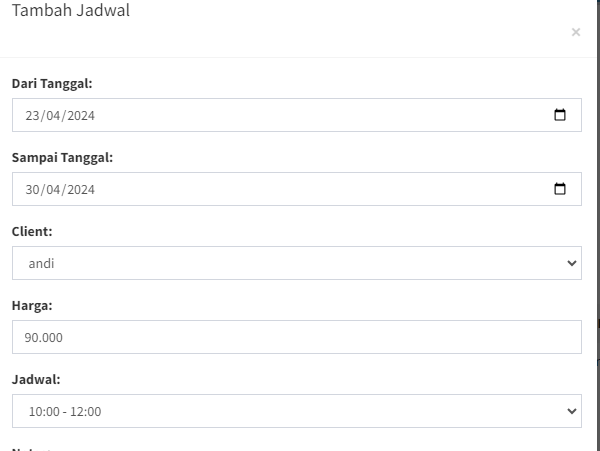 Tambah Jadwal
×
Dari Tanggal:
23/04/2024
Sampai Tanggal:
30/04/2024
Client:
andi
Harga:
90.000
Jadwal:
10:00 - 12:00